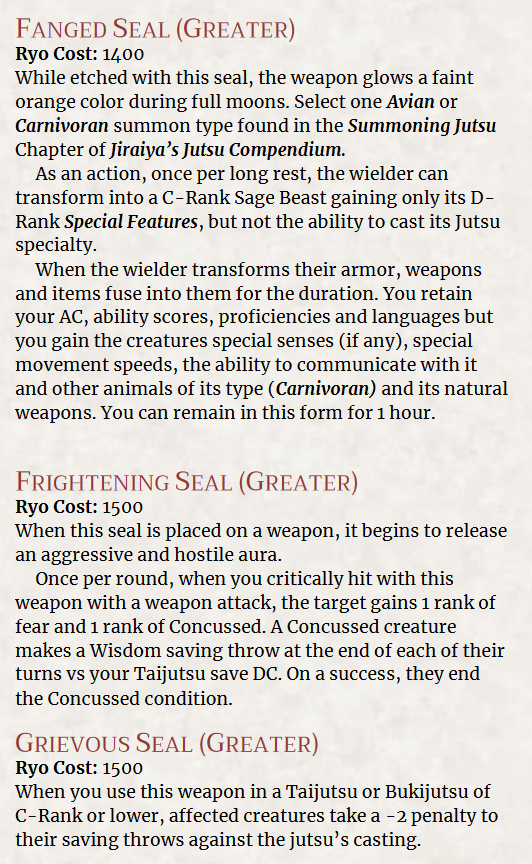 Fanged Seal (Greater)
Ryo Cost: 1400
While etched with this seal, the weapon glows a faint
orange color during full moons. Select one Avian or
Carnivoran summon type found in the Summoning Jutsu
Chapter of Jiraiya's Jutsu Compendium.
As an action, once per long rest, the wielder can
transform into a C-Rank Sage Beast gaining only its D-
Rank Special Features, but not the ability to cast its Jutsu
specialty.
When the wielder transforms their armor, weapons
and items fuse into them for the duration. You retain
your AC, ability scores, proficiencies and languages but
you gain the creatures special senses (if any), special
movement speeds, the ability to communicate with it
and other animals of its type (Carnivoran) and its natural
weapons. You can remain in this form for 1 hour.
Frightening Seal (Greater)
Ryo Cost: 1500
When this seal is placed on a weapon, it begins to release
an aggressive and hostile aura.
Once per round, when you critically hit with this
weapon with a weapon attack, the target gains 1 rank of
fear and 1 rank of Concussed. A Concussed creature
makes a Wisdom saving throw at the end of each of their
turns vs your Taijutsu save DC. On a success, they end
the Concussed condition.
Grievous Seal (Greater)
Ryo Cost: 1500
When you use this weapon in a Taijutsu or Bukijutsu of
C-Rank or lower, affected creatures take a -2 penalty to
their saving throws against the jutsu's casting.